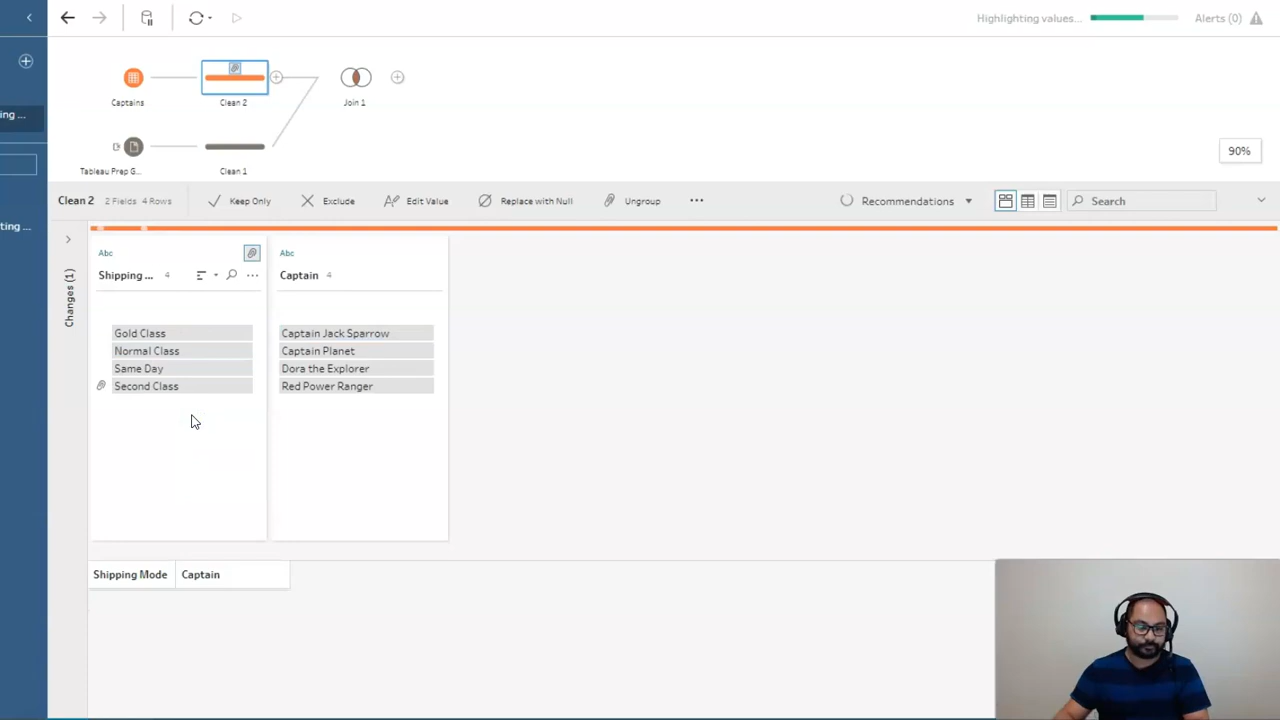 Highlighting values...
Alerts (0)
ing ...
Captains
Clean 2
Join 1
Tableau Prep G...
Clean 1
90%
Clean 2
2 Fields 4 Rows
Keep Only
Exclude
Edit Value
Replace with Null
Ungroup
...
Recommendations
Search
ting ...
Changes (1)
Abc
Shipping ... 4
Gold Class
Normal Class
Same Day
Second Class
Abc
Captain 4
Captain Jack Sparrow
Captain Planet
Dora the Explorer
Red Power Ranger
Shipping Mode
Captain